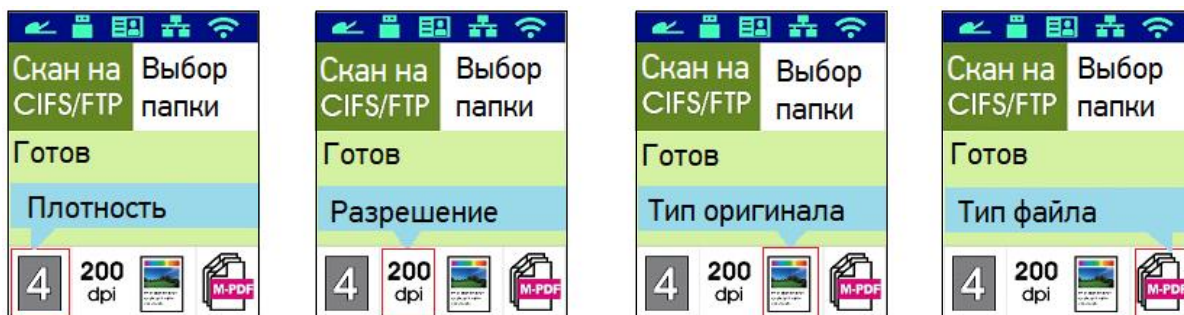 Скан на
CIFS/FTP
Выбор
папки
Готов
Плотность
4
200
dpi
M-PDF
Скан на
CIFS/FTP
Выбор
папки
Готов
Разрешение
4
200
dpi
M-PDF
Скан на
CIFS/FTP
Выбор
папки
Готов
Тип оригинала
4
200
dpi
M-PDF
Скан на
CIFS/FTP
Выбор
папки
Готов
Тип файла
4
200
dpi
M-PDF